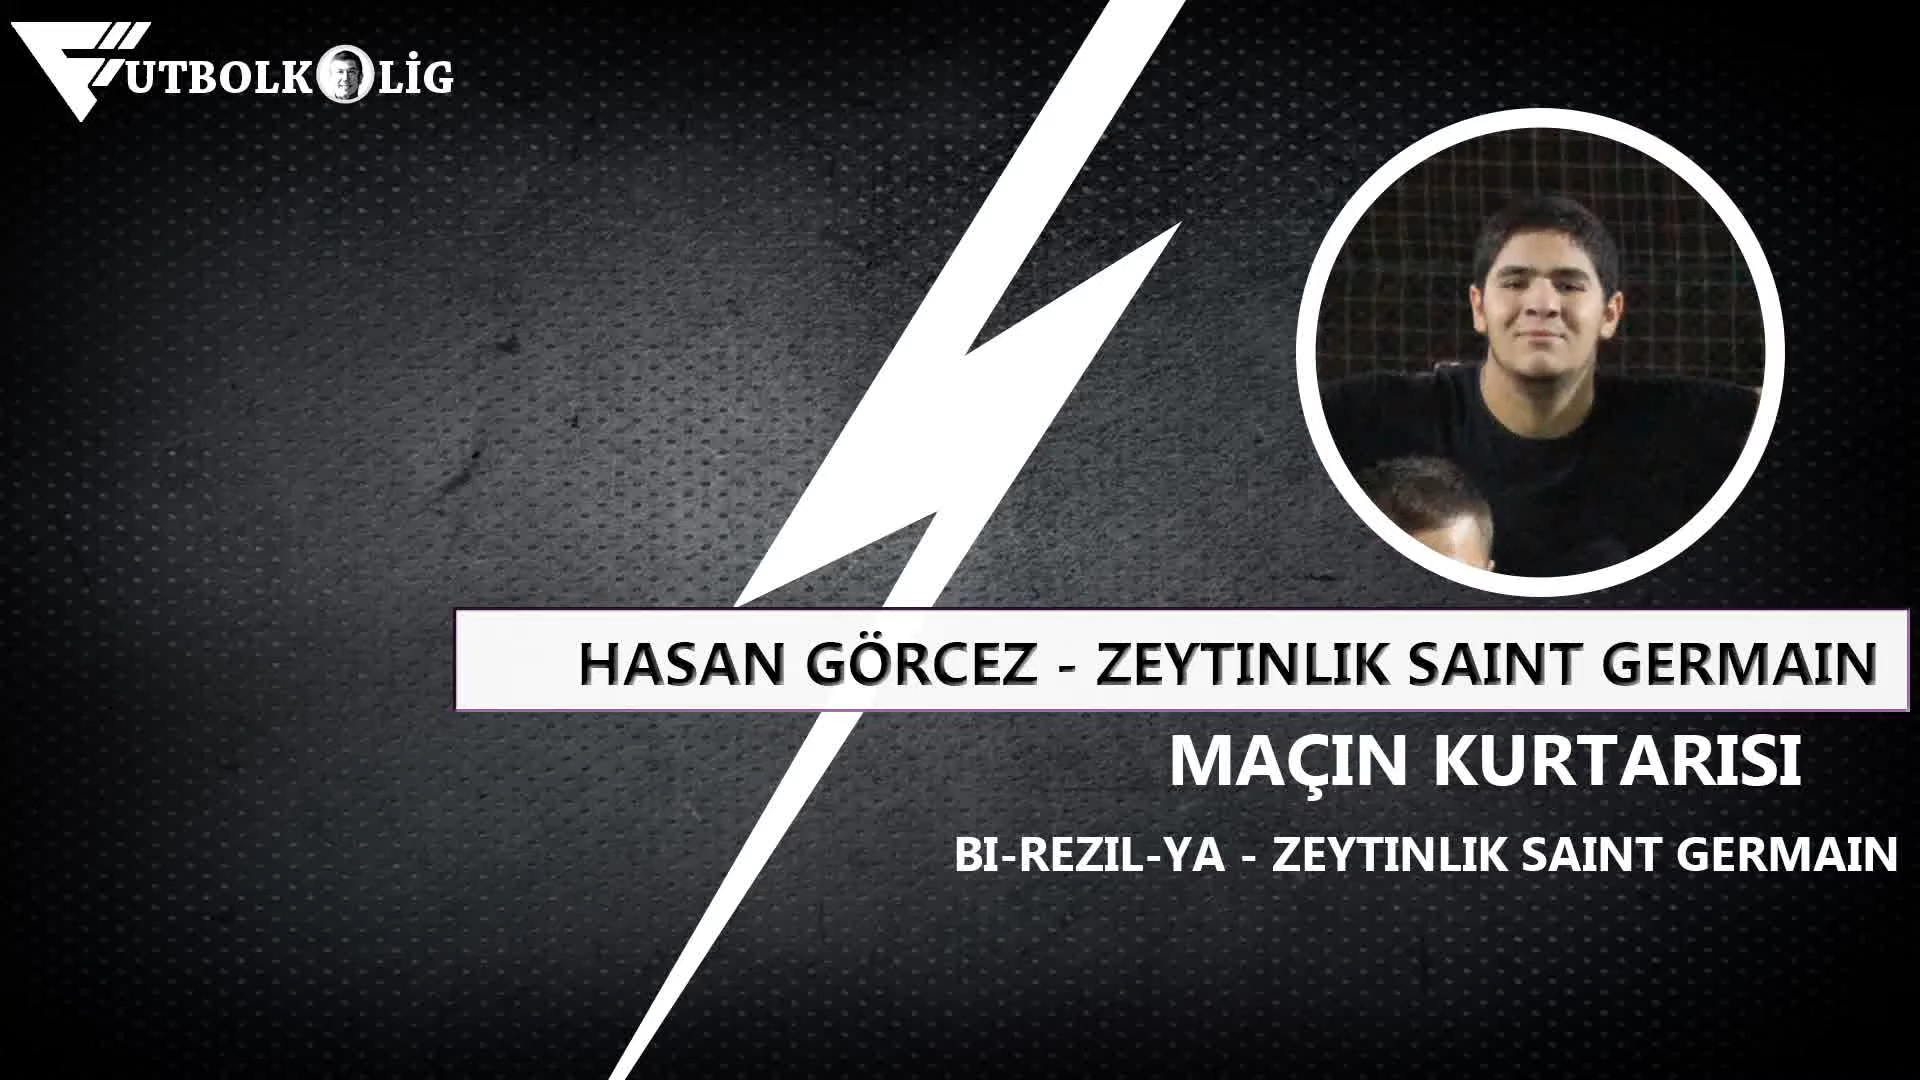 FUTBOLKOLİG
HASAN GÖRCEZ - ZEYTINLIK SAINT GERMAIN
MAÇIN KURTARISI
BI-REZIL-YA - ZEYTINLIK SAINT GERMAIN